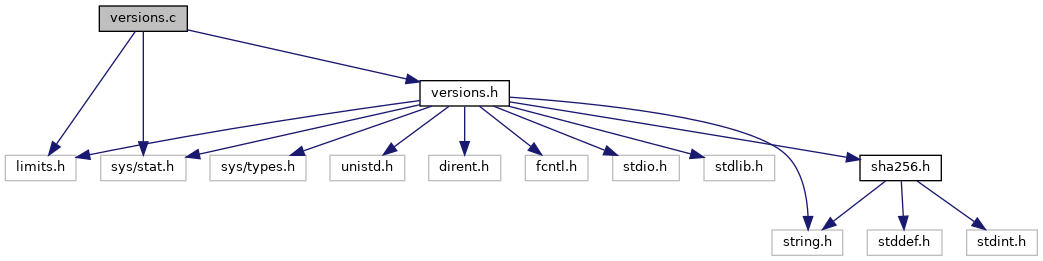 versions.c
versions.h
limits.h
sys/stat.h
sys/types.h
unistd.h
dirent.h
fcntl.h
stdio.h
stdlib.h
sha256.h
string.h
stddef.h
stdint.h